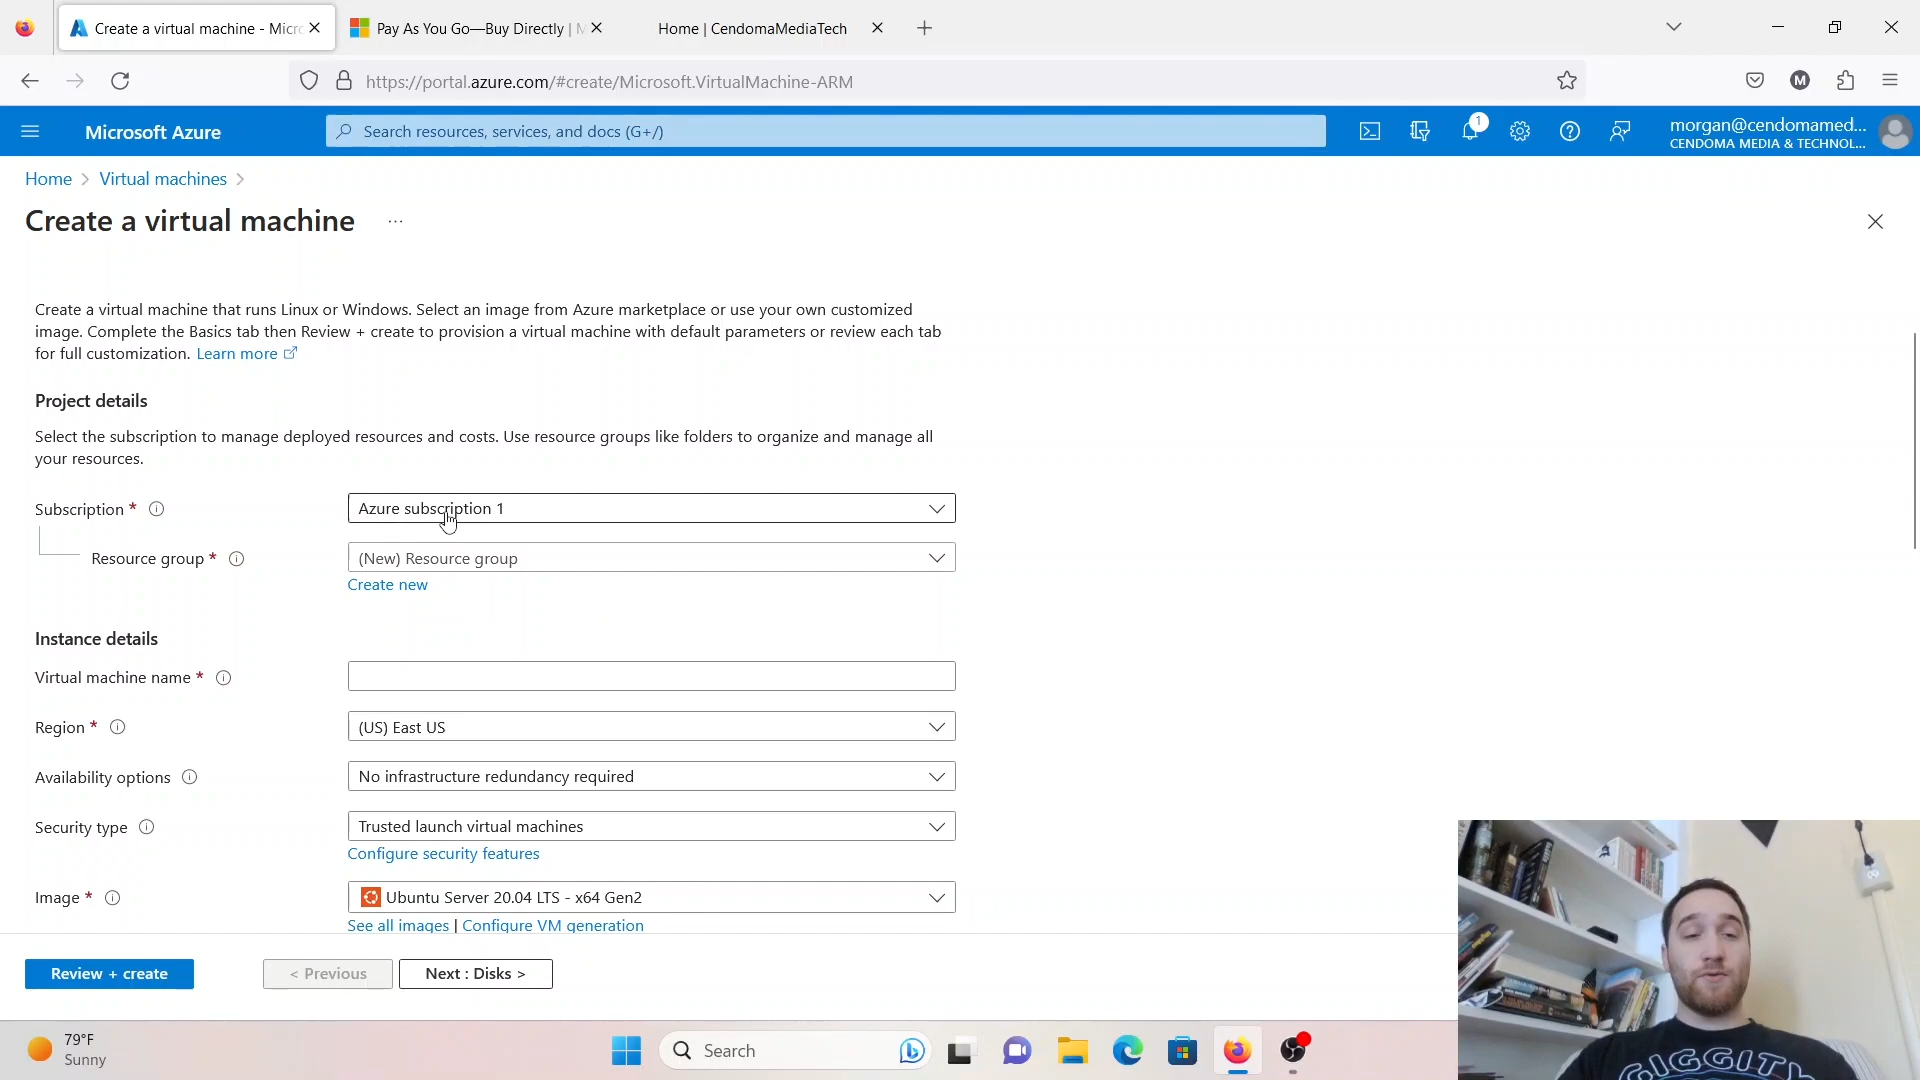 Create a virtual machine - Micro
Pay As You Go—Buy Directly | M
Home | CendomaMediaTech
https://portal.azure.com/#create/Microsoft.VirtualMachine-ARM
M
Microsoft Azure
Search resources, services, and docs (G+/)
1
morgan@cendomamed...
CENDOMA MEDIA & TECHNOL...
Home > Virtual machines >
Create a virtual machine ...
Create a virtual machine that runs Linux or Windows. Select an image from Azure marketplace or use your own customized
image. Complete the Basics tab then Review + create to provision a virtual machine with default parameters or review each tab
for full customization. Learn more
Project details
Select the subscription to manage deployed resources and costs. Use resource groups like folders to organize and manage all
your resources.
Subscription *
Azure subscription 1
Resource group *
(New) Resource group
Create new
Instance details
Virtual machine name *
Region *
(US) East US
Availability options
No infrastructure redundancy required
Security type
Trusted launch virtual machines
Configure security features
Image *
Ubuntu Server 20.04 LTS - x64 Gen2
See all images | Configure VM generation
Review + create
< Previous
Next : Disks >
79°F
Sunny
Search
GIGGITY